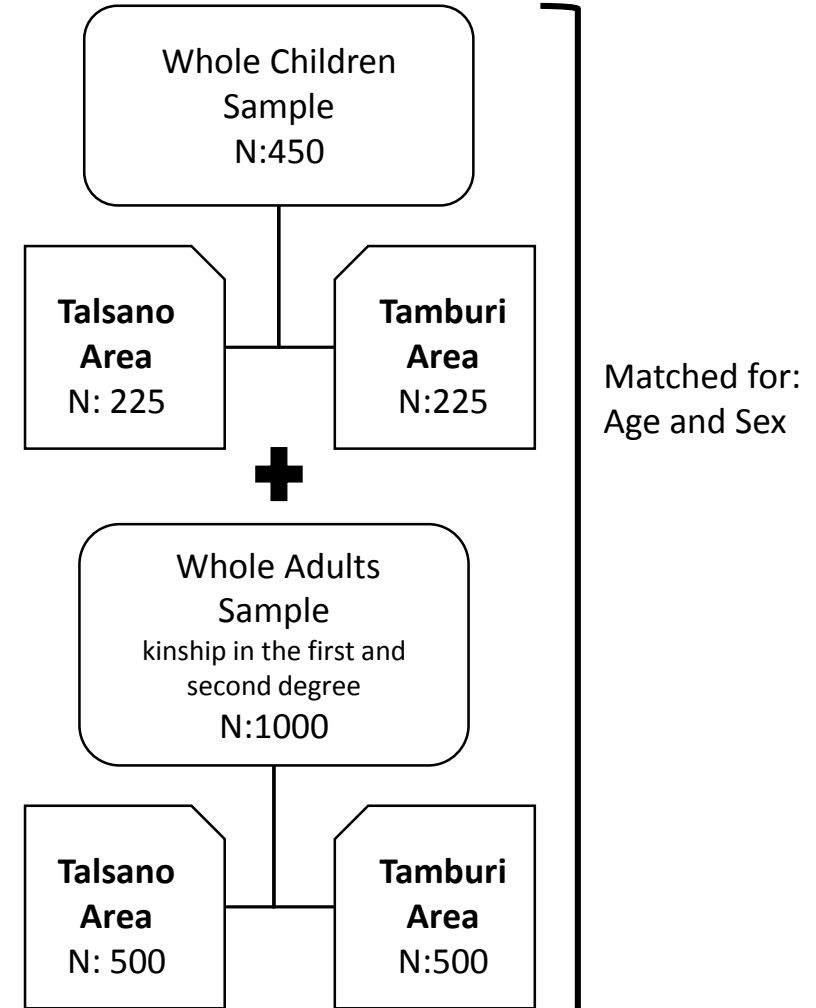 Whole Children
Sample
N:450
Talsano
Area
N: 225
Tamburi
Area
N:225
Matched for:
Age and Sex
Whole Adults
Sample
kinship in the first and
second degree
N:1000
Talsano
Area
N: 500
Tamburi
Area
N:500